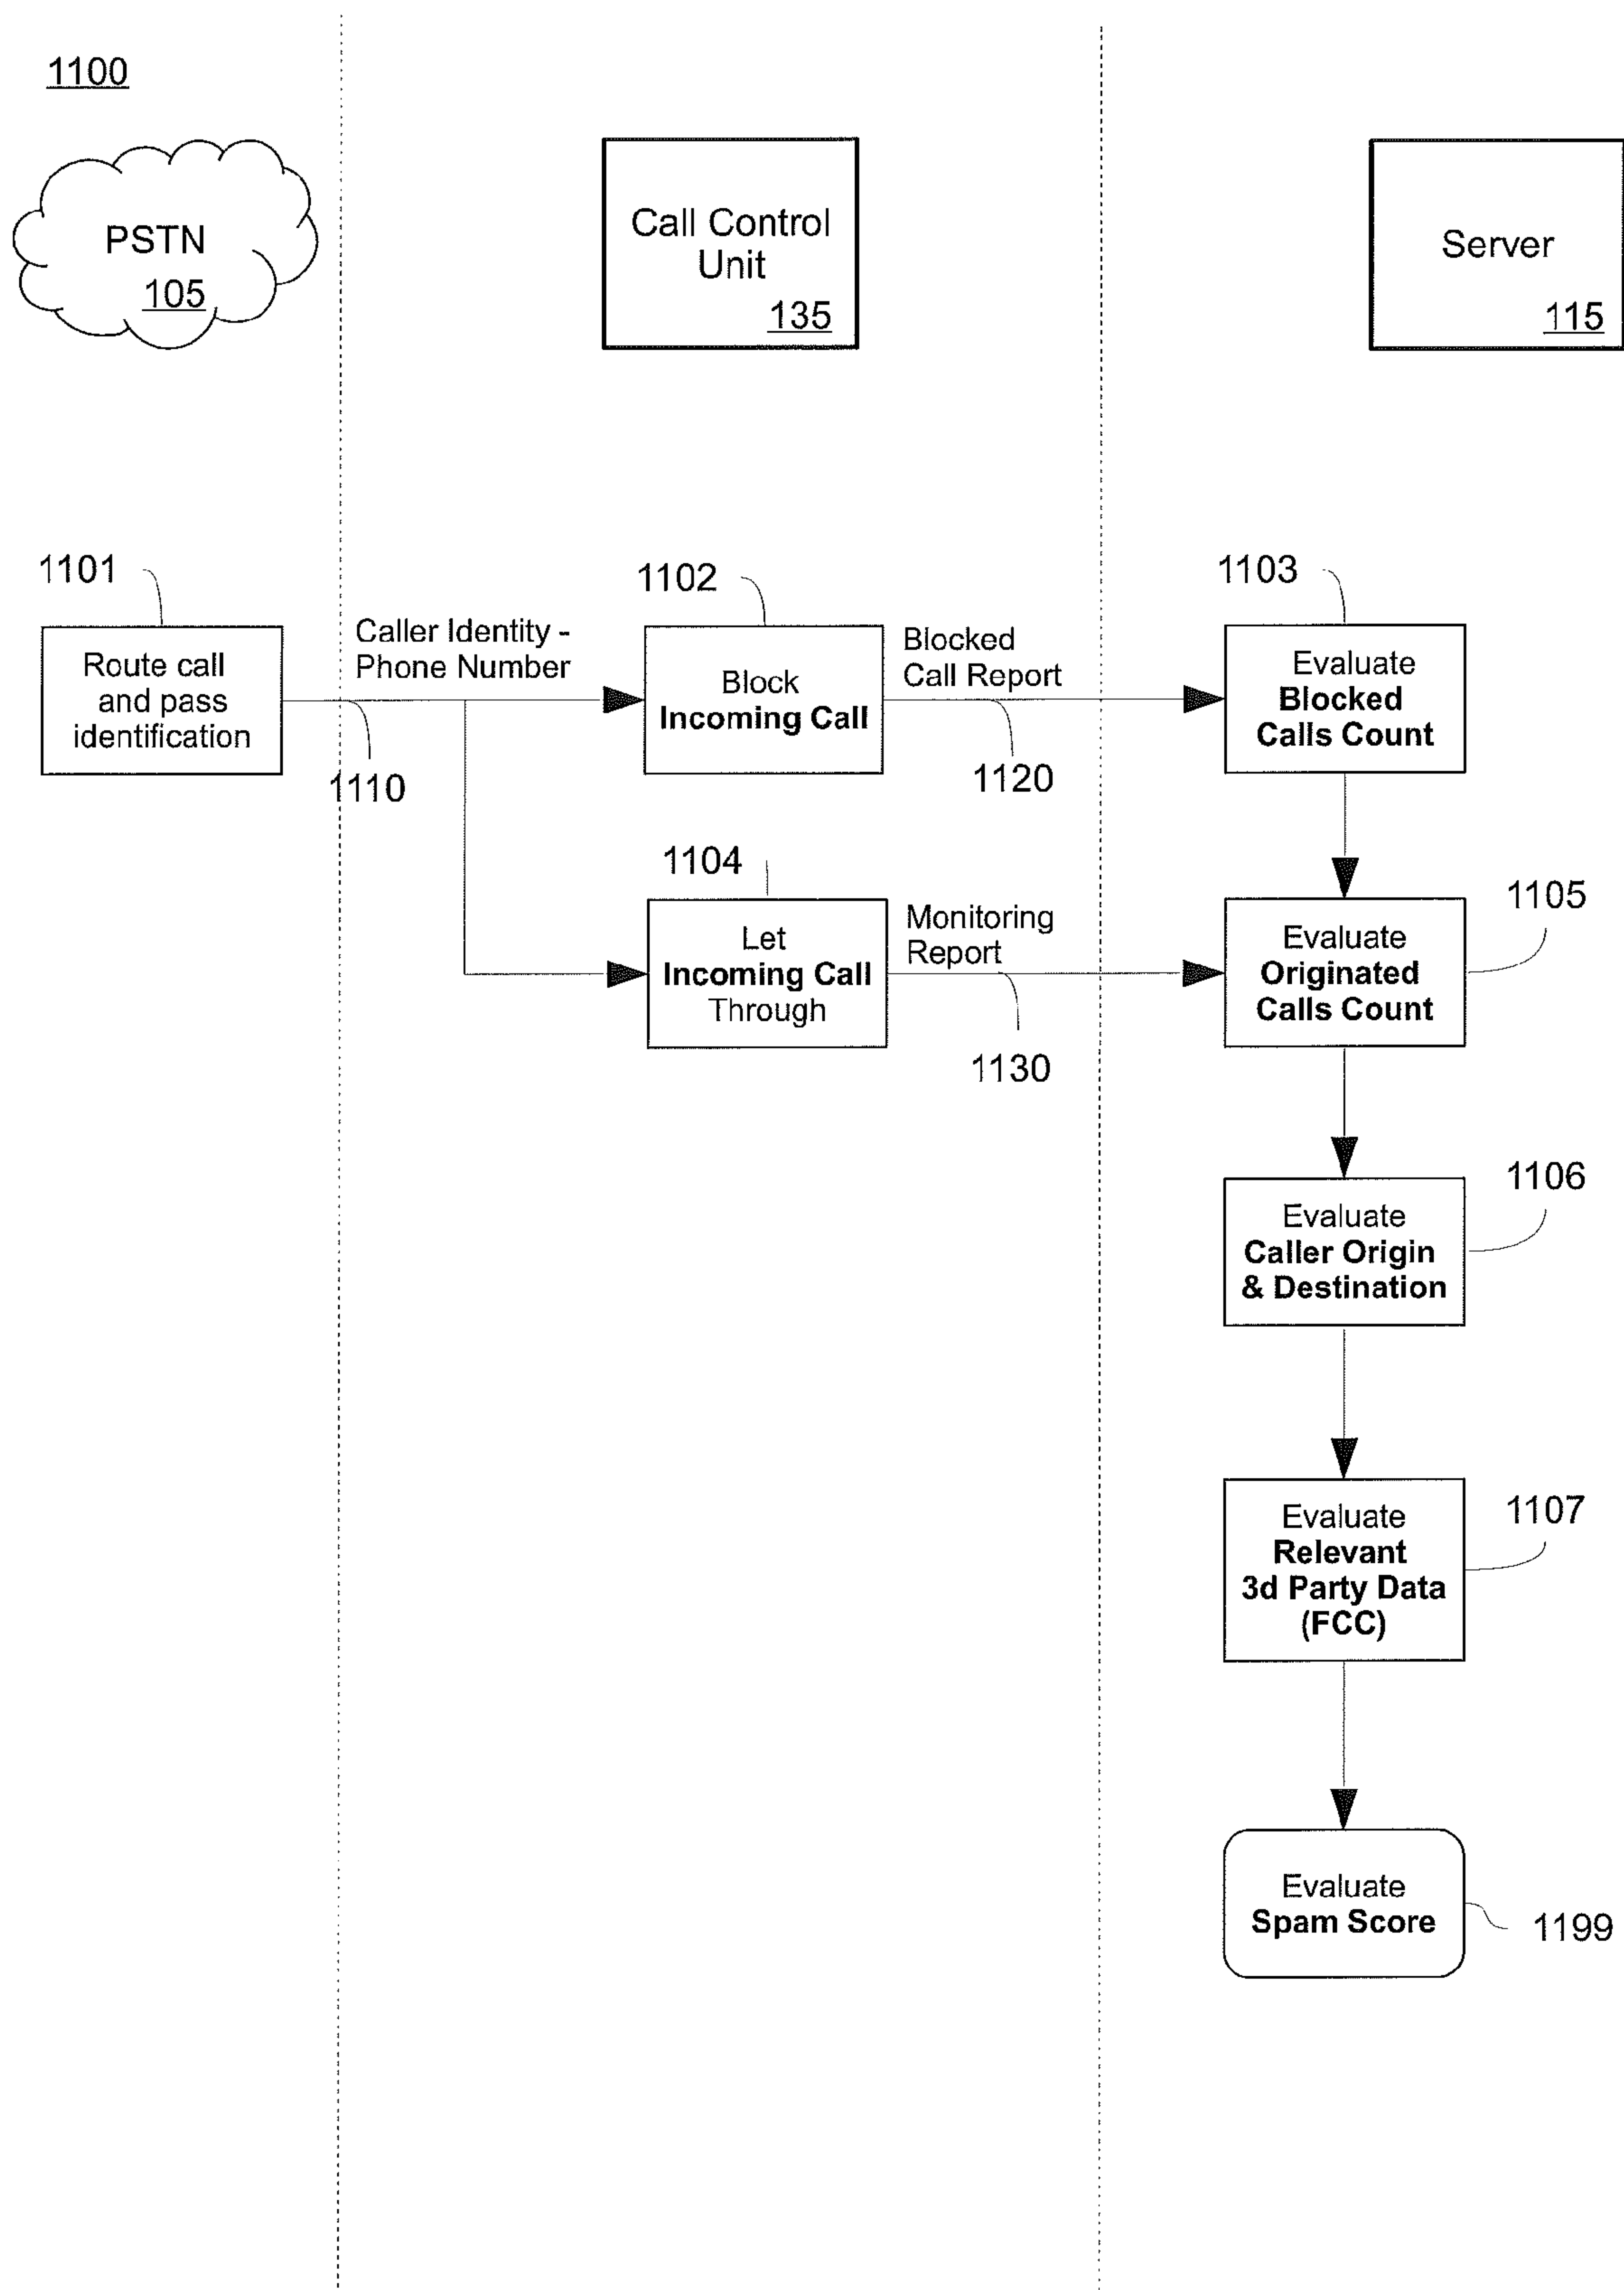 1100
PSTN
105
Call Control
Unit
135
Server
115
1101
Route call
and pass
identification
Caller Identity -
Phone Number
1110
1102
Block
Incoming Call
Blocked
Call Report
1120
1103
Evaluate
Blocked
Calls Count
1104
Let
Incoming Call
Through
Monitoring
Report
1130
Evaluate
Originated
Calls Count
1105
Evaluate
Caller Origin
& Destination
1106
Evaluate
Relevant
3d Party Data
(FCC)
1107
Evaluate
Spam Score
1199